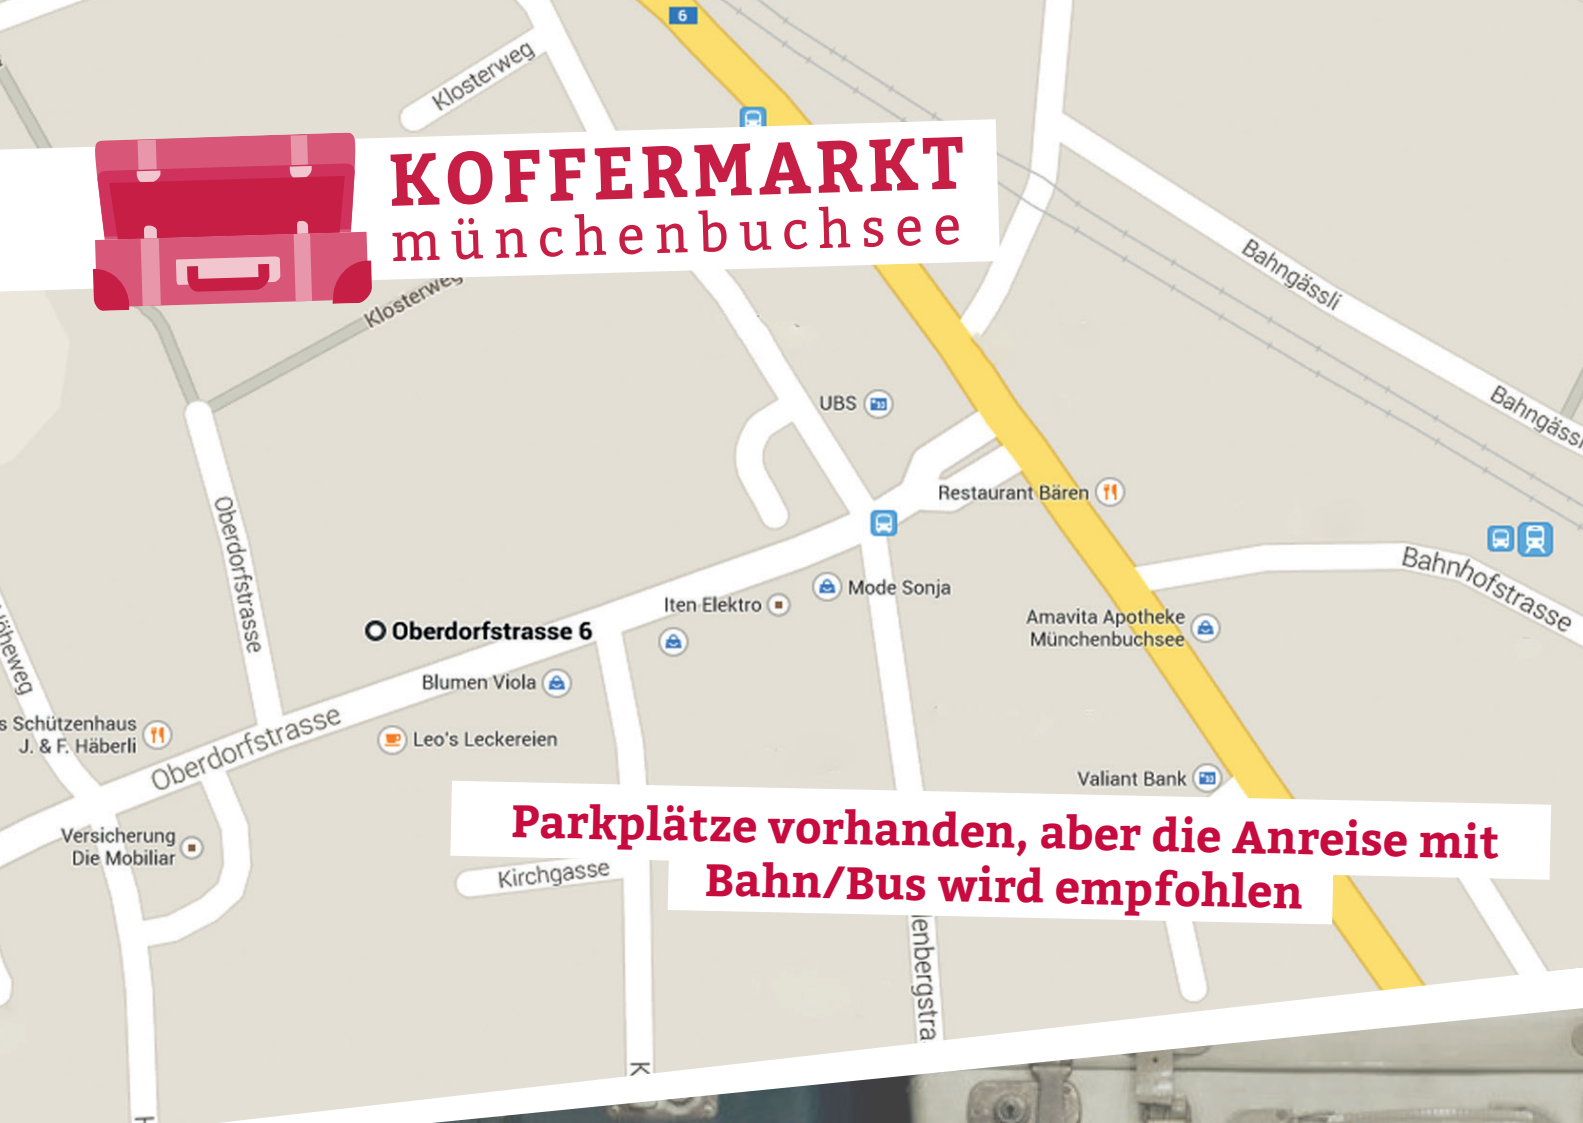 6
Klosterweg
KOFFERMARKT
münchenbuchsee
Klosterweg
Bahngässli
Bahngässli
UBS
Restaurant Bären
Oberdorfstrasse
Bahnhofstrasse
Mode Sonja
Iten Elektro
Amavita Apotheke
Münchenbuchsee
Oberdorfstrasse 6
Höheweg
Blumen Viola
s Schützenhaus
J. & F. Häberli
Oberdorfstrasse
Leo's Leckereien
Valiant Bank
Versicherung
Die Mobiliar
Parkplätze vorhanden, aber die Anreise mit
Bahn/Bus wird empfohlen
Kirchgasse
lenbergstra
K
H